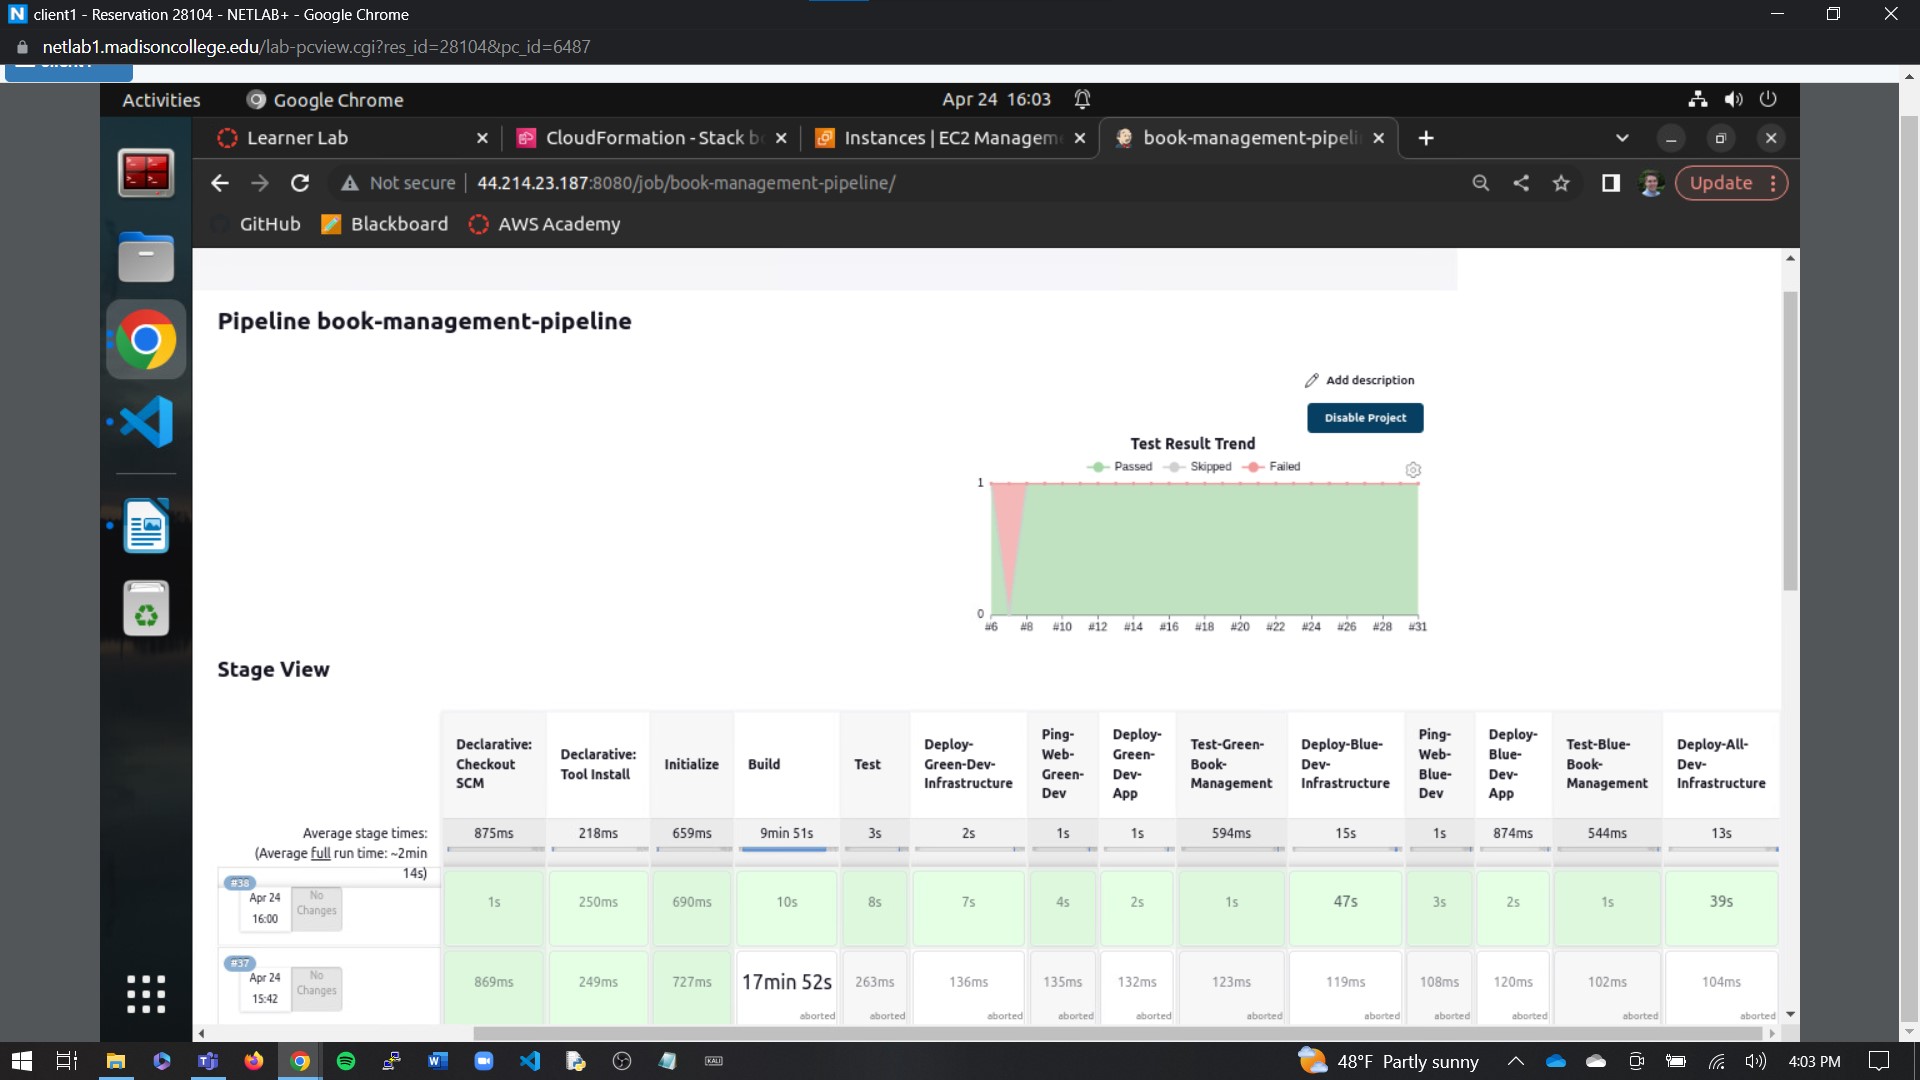 client1 - Reservation 28104 - NETLAB+ - Google Chrome
netlab1.madisoncollege.edu/lab-pcview.cgi?res_id=28104&pc_id=6487
Activities
Google Chrome
Apr 24 16:03
Learner Lab
CloudFormation - Stack bo
Instances | EC2 Managem
book-management-pipeli
Not secure
44.214.23.187:8080/job/book-management-pipeline/
Update
GitHub
Blackboard
AWS Academy
Pipeline book-management-pipeline
Add description
Disable Project
Test Result Trend
Passed Skipped Failed
1
0
#6 #8 #10 #12 #14 #16 #18 #20 #22 #24 #26 #28 #31
Stage View
Declarative:
Checkout
SCM
Declarative:
Tool Install
Initialize
Build
Test
Deploy-
Green-Dev-
Infrastructure
Ping-
Web-
Green-
Dev
Deploy-
Green-
Dev-
App
Test-Green-
Book-
Management
Deploy-Blue-
Dev-
Infrastructure
Ping-
Web-
Blue-
Dev
Deploy-
Blue-
Dev-
App
Test-Blue-
Book-
Management
Deploy-All-
Dev-
Infrastructure
Average stage times:
(Average full run time: ~2min
14s)
875ms 218ms 659ms 9min 51s 3s 2s 1s 1s 594ms 15s 1s 874ms 544ms 13s
#38
Apr 24
16:00
No
Changes
1s 250ms 690ms 10s 8s 7s 4s 2s 1s 47s 3s 2s 1s 39s
#37
Apr 24
15:42
No
Changes
869ms 249ms 727ms 17min 52s 263ms 136ms 135ms 132ms 123ms 119ms 108ms 120ms 102ms 104ms
aborted aborted aborted aborted aborted aborted aborted aborted aborted aborted aborted
48°F Partly sunny
4:03 PM